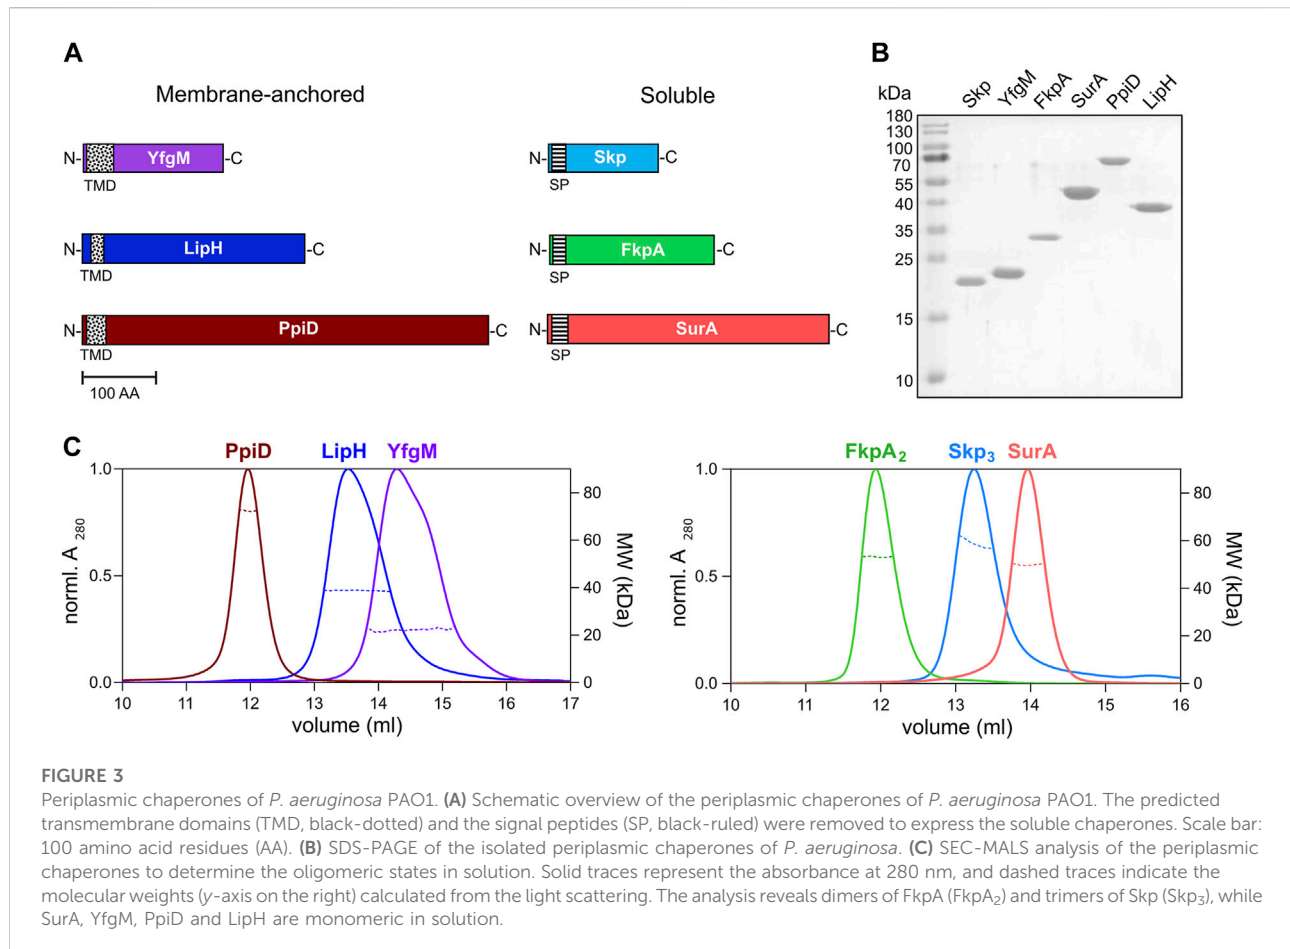 A
Membrane-anchored
Soluble
N-
YfgM
-C
TMD
N-
Skp
-C
SP
N-
LipH
-C
TMD
N-
FkpA
-C
SP
N-
PpiD
-C
TMD
N-
SurA
-C
SP
100 AA
B
kDa
Skp
YfgM
FkpA
SurA
PpiD
LipH
180
130
100
70
55
40
35
25
15
10
C
PpiD
LipH
YfgM
1.0
0.5
0.0
norml. A 280
80
60
40
20
0
MW (kDa)
10 11 12 13 14 15 16 17
volume (ml)
FkpA2
Skp3
SurA
1.0
0.5
0.0
norml. A 280
80
60
40
20
0
MW (kDa)
10 11 12 13 14 15 16
volume (ml)
FIGURE 3
Periplasmic chaperones of P. aeruginosa PAO1. (A) Schematic overview of the periplasmic chaperones of P. aeruginosa PAO1. The predicted
transmembrane domains (TMD, black-dotted) and the signal peptides (SP, black-ruled) were removed to express the soluble chaperones. Scale bar:
100 amino acid residues (AA). (B) SDS-PAGE of the isolated periplasmic chaperones of P. aeruginosa. (C) SEC-MALS analysis of the periplasmic
chaperones to determine the oligomeric states in solution. Solid traces represent the absorbance at 280 nm, and dashed traces indicate the
molecular weights (y-axis on the right) calculated from the light scattering. The analysis reveals dimers of FkpA (FkpA2) and trimers of Skp (Skp3), while
SurA, YfgM, PpiD and LipH are monomeric in solution.